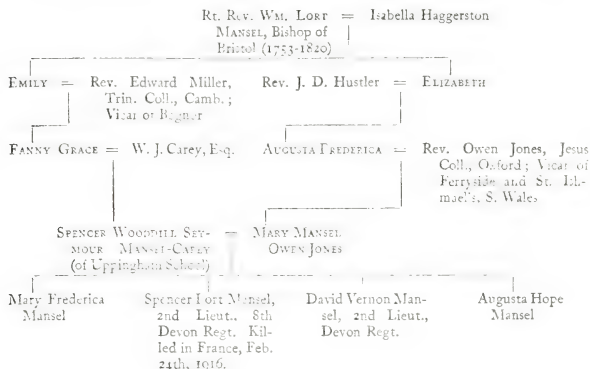 Rt. Rev. Wm. Lort = Isabella Haggerston
Mansel, Bishop of
Bristol (1753-1820)
Emily = Rev. Edward Miller, Rev. J. D. Hustler = Elizabeth
Trin. Coll., Camb.;
Vicar of Bognor
Fanny Grace = W. J. Carey, Esq. Augusta Frederica = Rev. Owen Jones, Jesus
Coll., Oxford; Vicar of
Ferryside and St. Ish-
mael's, S. Wales
Spencer Sey- = Mary Mansel
mour Mansel-Carey Owen Jones
(of Uppingham School)
Mary Frederica Spencer Lort Mansel, David Vernon Man- Augusta Hope
Mansel 2nd Lieut., 8th sel, 2nd Lieut., Mansel
Devon Regt. Kil- Devon Regt.
led in France, Feb.
24th, 1916.